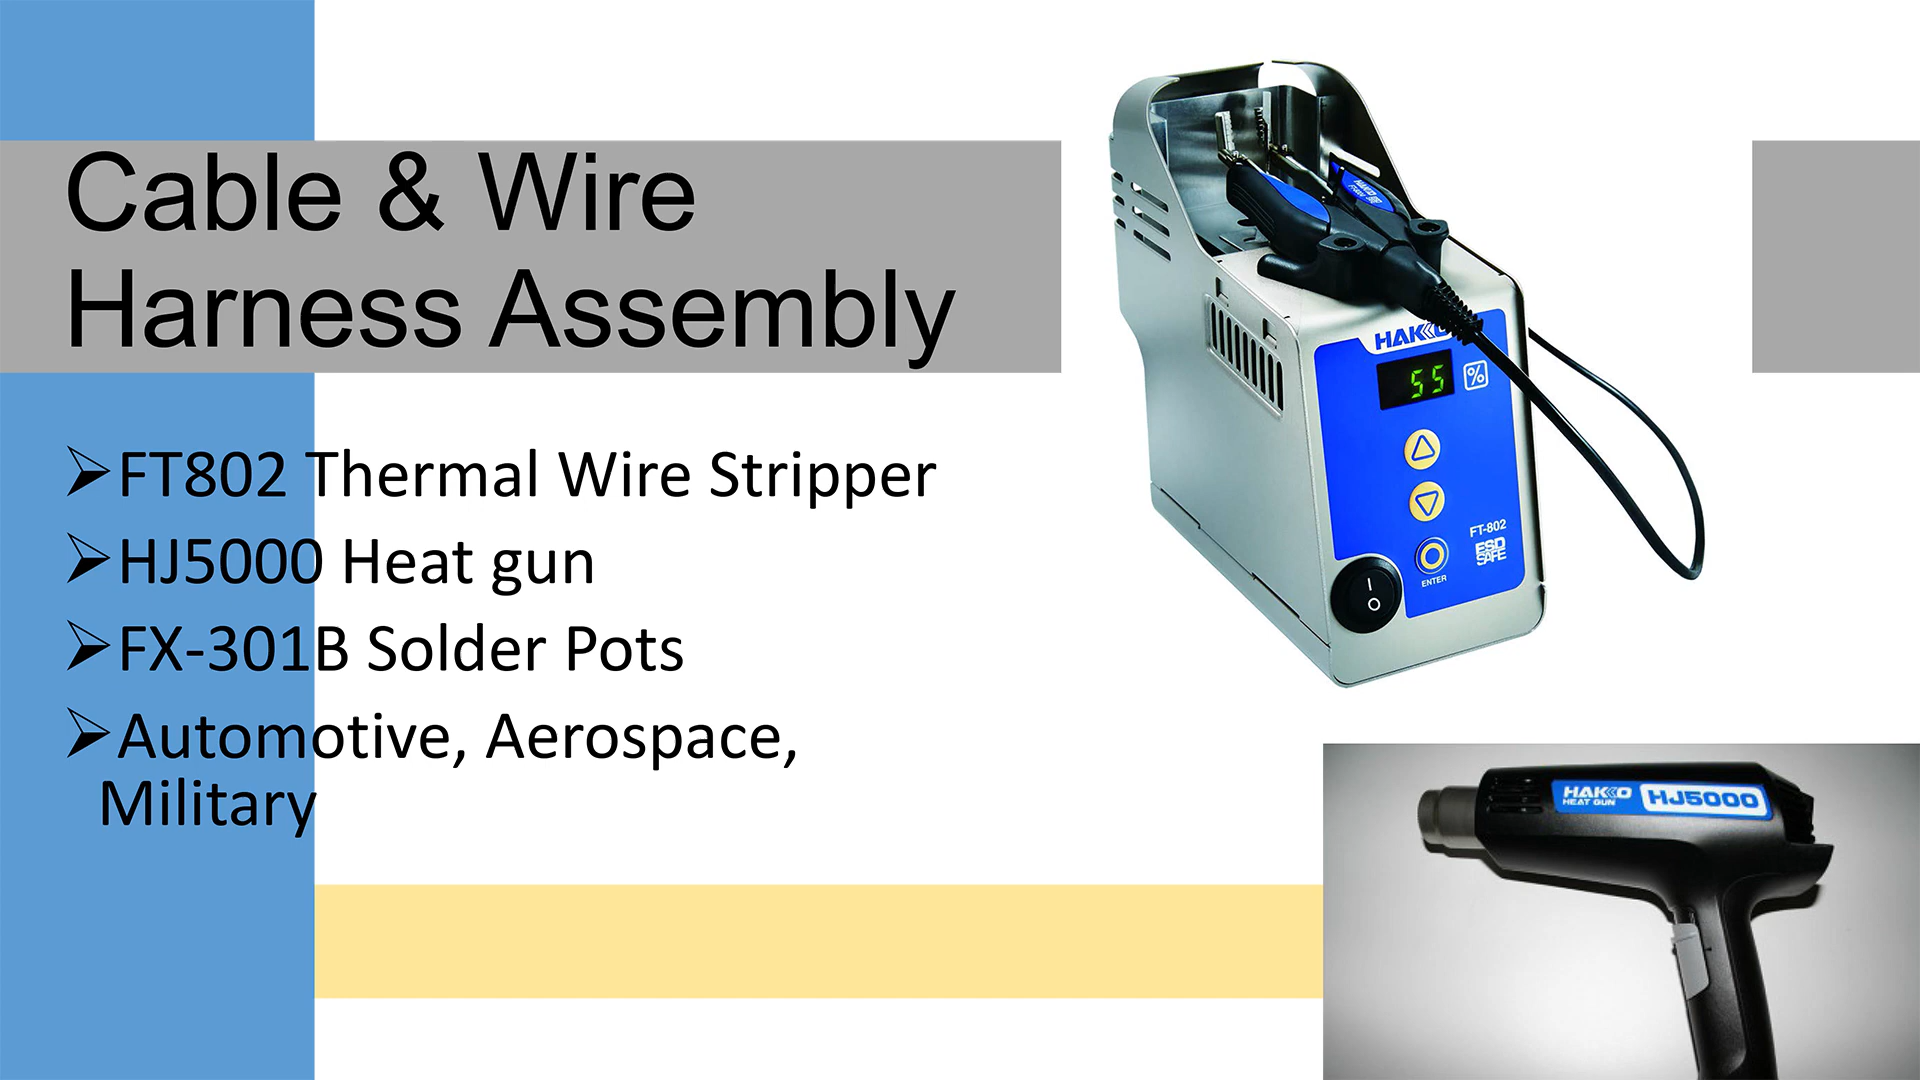 Cable & Wire
Harness Assembly
➢FT802 Thermal Wire Stripper
➢HJ5000 Heat gun
➢FX-301B Solder Pots
➢Automotive, Aerospace,
Military
HAKKO
55 %
FT-802
ESD
SAFE
ENTER
I
O
HAKKO
HEAT GUN
HJ5000